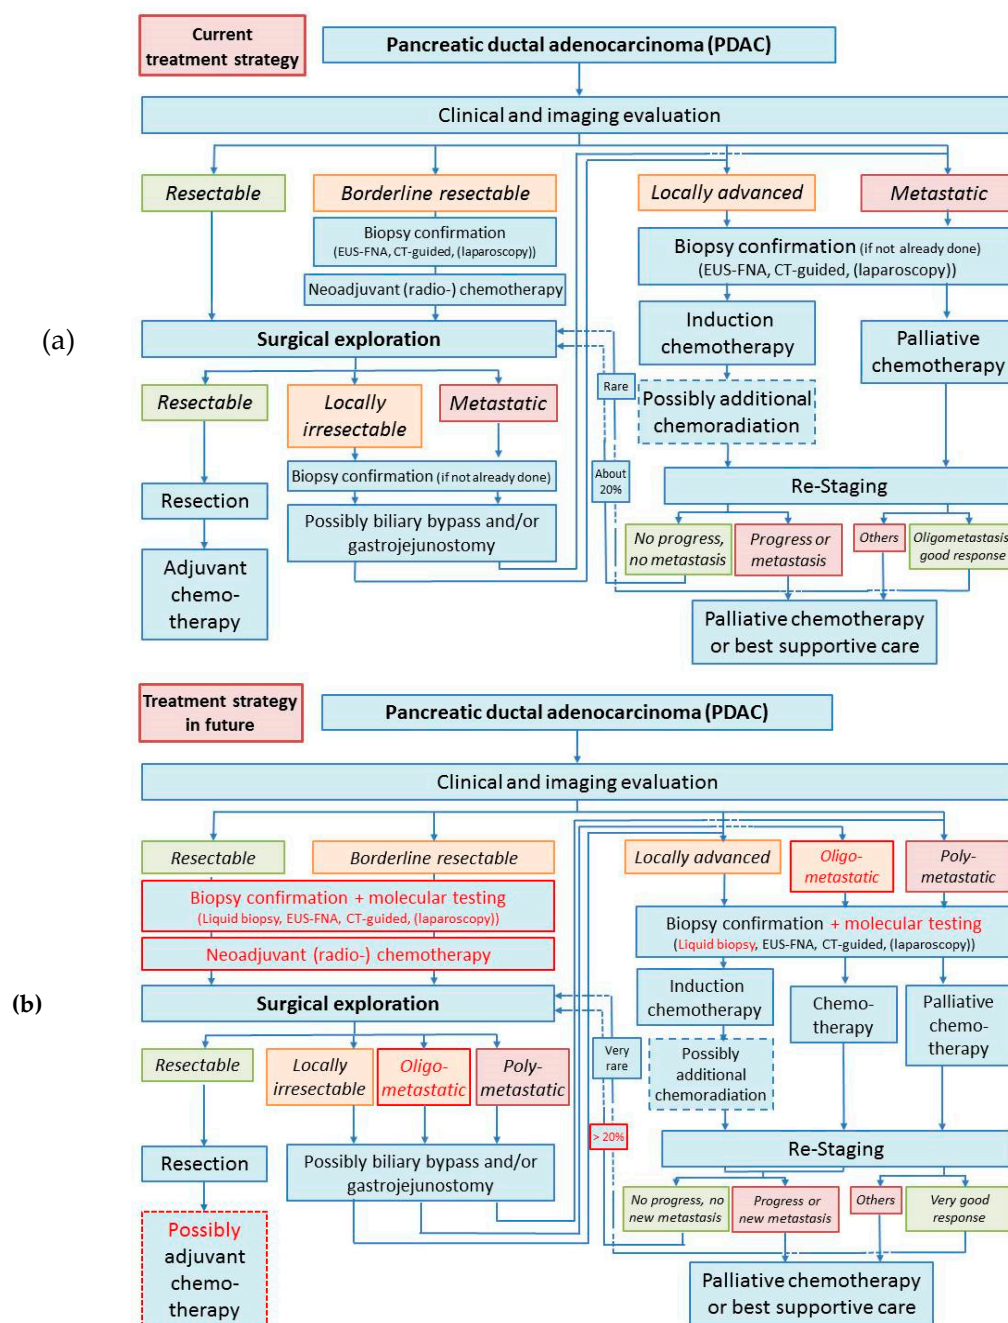 Current
treatment strategy
Pancreatic ductal adenocarcinoma (PDAC)
Clinical and imaging evaluation
Resectable
Borderline resectable
Locally advanced
Metastatic
Biopsy confirmation
(EUS-FNA, CT-guided, (laparoscopy))
Biopsy confirmation (if not already done)
(EUS-FNA, CT-guided, (laparoscopy))
Neoadjuvant (radio-) chemotherapy
(a)
Surgical exploration
Induction
chemotherapy
Palliative
chemotherapy
Rare
Resectable
Locally
irresectable
Metastatic
Possibly additional
chemoradiation
Biopsy confirmation (if not already done)
About
20%
Re-Staging
Resection
Possibly biliary bypass and/or
gastrojejunostomy
No progress,
no metastasis
Progress or
metastasis
Others
Oligometastasis
good response
Adjuvant
chemo-
therapy
Palliative chemotherapy
or best supportive care
Treatment strategy
in future
Pancreatic ductal adenocarcinoma (PDAC)
Clinical and imaging evaluation
Resectable
Borderline resectable
Locally advanced
Oligo-
metastatic
Poly-
metastatic
Biopsy confirmation + molecular testing
(Liquid biopsy, EUS-FNA, CT-guided, (laparoscopy))
Biopsy confirmation + molecular testing
(Liquid biopsy, EUS-FNA, CT-guided, (laparoscopy))
Neoadjuvant (radio-) chemotherapy
(b)
Surgical exploration
Induction
chemotherapy
Chemo-
therapy
Palliative
chemo-
therapy
Very
rare
Resectable
Locally
irresectable
Oligo-
metastatic
Poly-
metastatic
Possibly
additional
chemoradiation
> 20%
Re-Staging
Resection
Possibly biliary bypass and/or
gastrojejunostomy
No progress, no
new metastasis
Progress or
new metastasis
Others
Very good
response
Possibly
adjuvant
chemo-
therapy
Palliative chemotherapy
or best supportive care